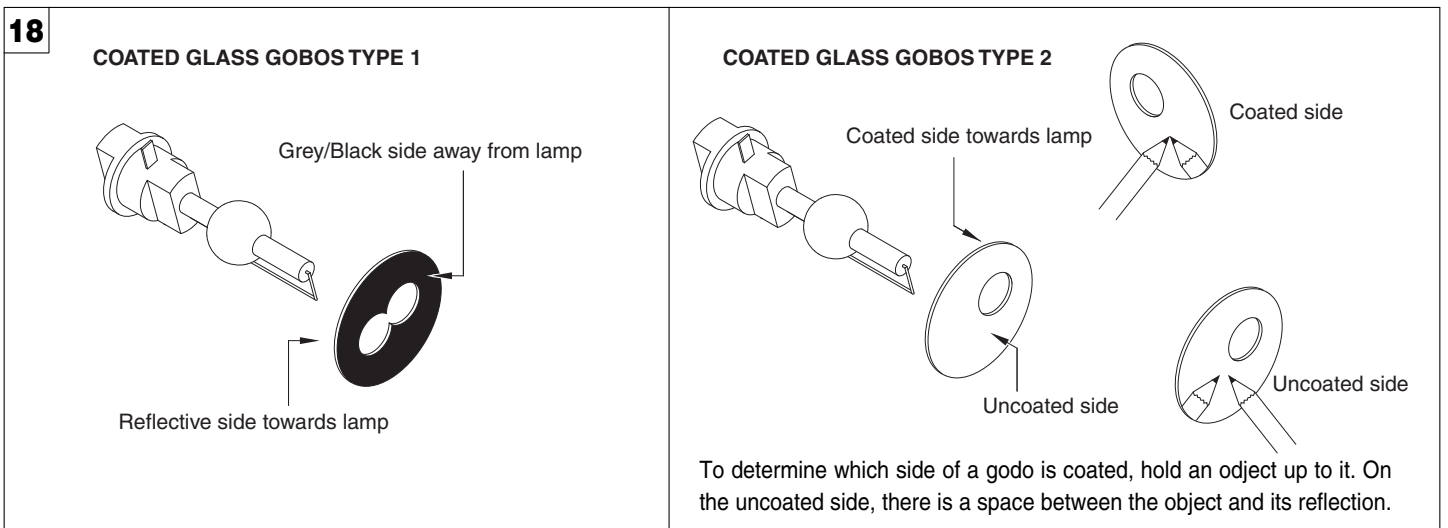 18
COATED GLASS GOBOS TYPE 1
Grey/Black side away from lamp
Reflective side towards lamp
COATED GLASS GOBOS TYPE 2
Coated side
Coated side towards lamp
Uncoated side
Uncoated side
To determine which side of a godo is coated, hold an odject up to it. On
the uncoated side, there is a space between the object and its reflection.